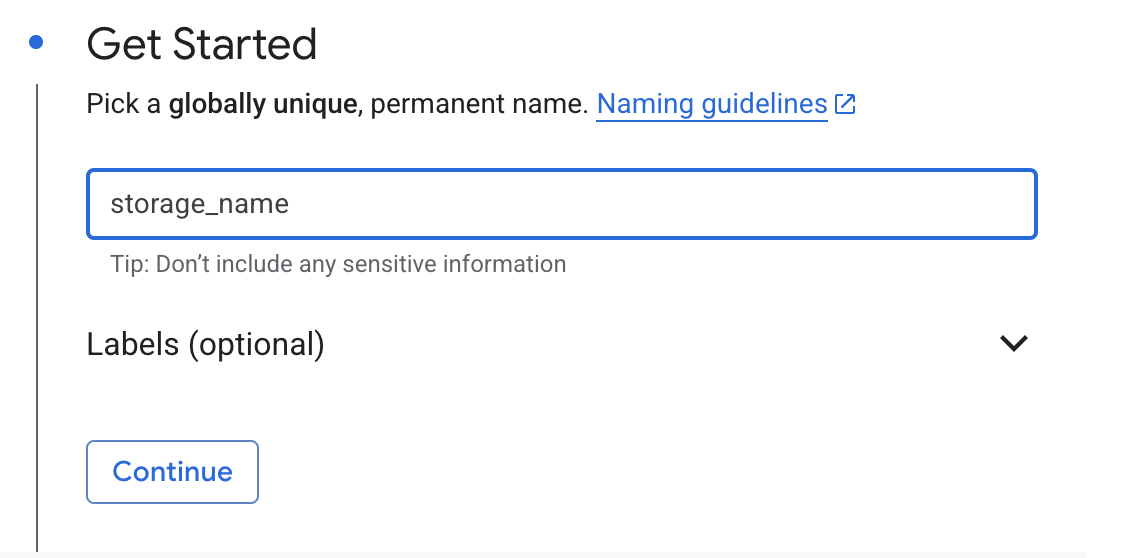 Get Started
Pick a globally unique, permanent name. Naming guidelines
storage_name
Tip: Don’t include any sensitive information
Labels (optional)
Continue